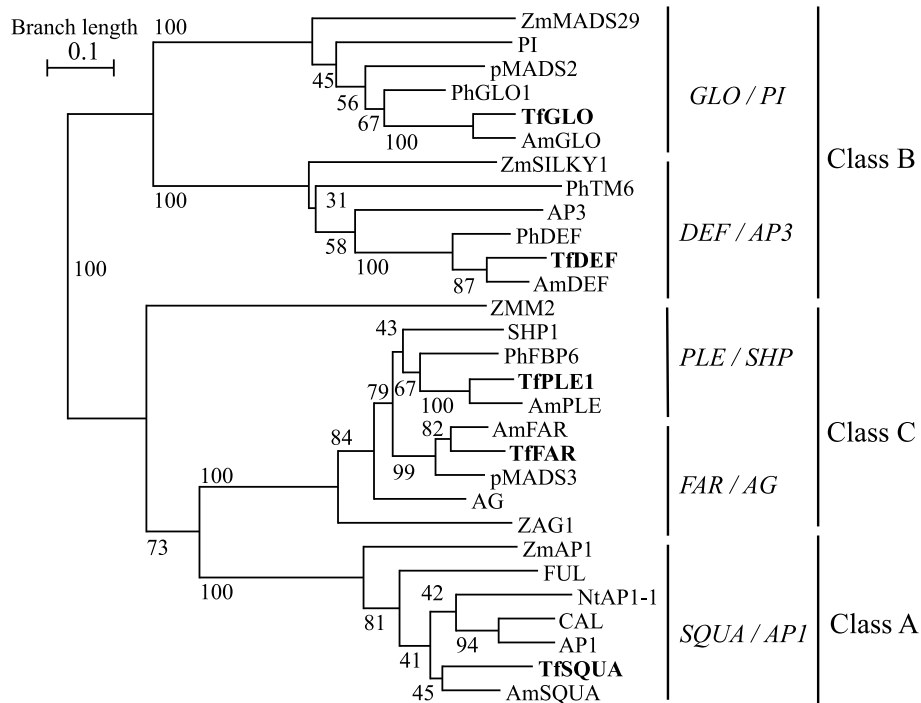 Branch length
0.1
100
ZmMADS29
PI
45
pMADS2
56
PhGLO1
67
TfGLO
100
AmGLO
GLO / PI
ZmSILKY1
100
PhTM6
31
AP3
58
PhDEF
100
TfDEF
87
AmDEF
DEF / AP3
Class B
100
ZMM2
43
SHP1
PhFBP6
67
TfPLE1
100
AmPLE
PLE / SHP
79
82
AmFAR
84
TfFAR
99
pMADS3
AG
ZAG1
FAR / AG
Class C
100
73
ZmAP1
100
FUL
81
42
NtAP1-1
CAL
94
AP1
41
TfSQUA
45
AmSQUA
SQUA / AP1
Class A